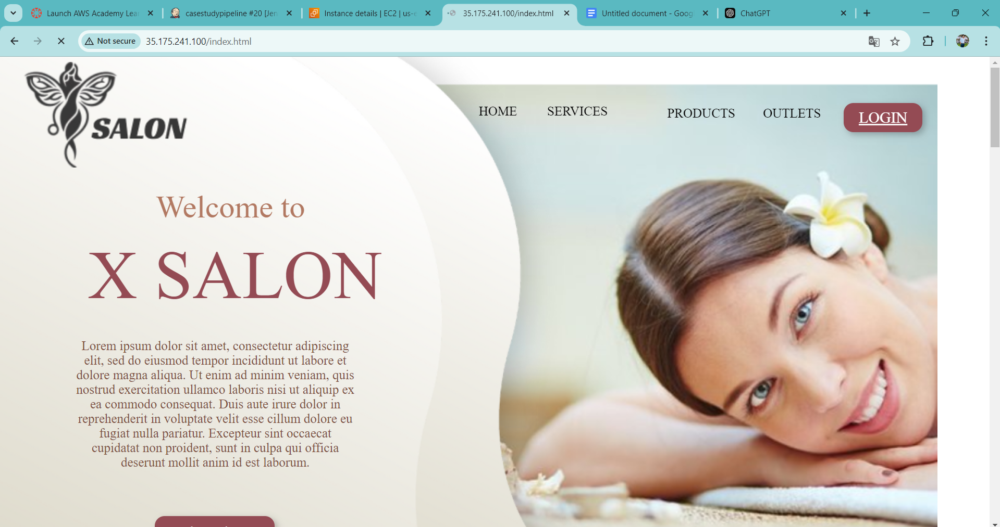 Launch AWS Academy Lea
casestudypipeline #20 [Jen
Instance details | EC2 | us-e
35.175.241.100/index.html
Untitled document - Goog
ChatGPT
Not secure
35.175.241.100/index.html
SALON
HOME
SERVICES
PRODUCTS
OUTLETS
LOGIN
Welcome to
X SALON
Lorem ipsum dolor sit amet, consectetur adipiscing
elit, sed do eiusmod tempor incididunt ut labore et
dolore magna aliqua. Ut enim ad minim veniam, quis
nostrud exercitation ullamco laboris nisi ut aliquip ex
ea commodo consequat. Duis aute irure dolor in
reprehenderit in voluptate velit esse cillum dolore eu
fugiat nulla pariatur. Excepteur sint occaecat
cupidatat non proident, sunt in culpa qui officia
deserunt mollit anim id est laborum.